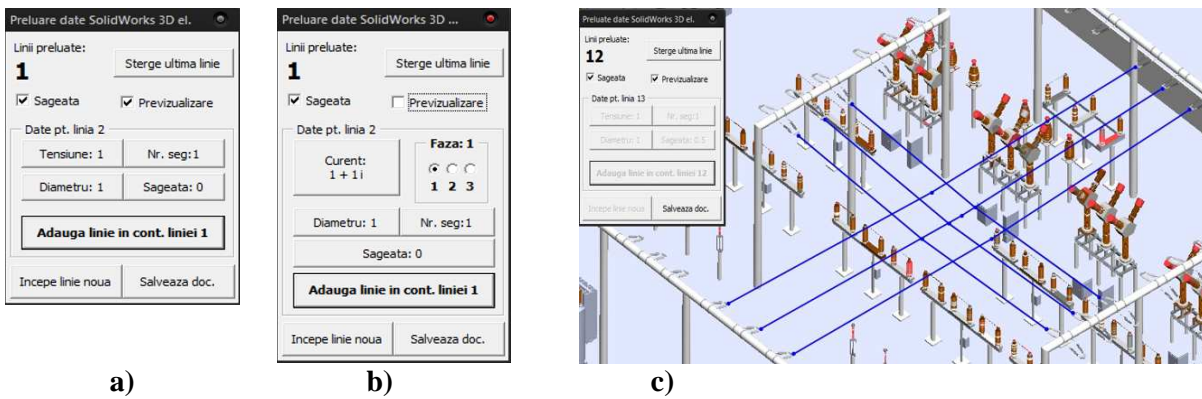 Preluare date SolidWorks 3D el.
Linii preluate:
1
Sterge ultima linie
Sageata
Previzualizare
Date pt. linia 2
Tensiune: 1
Nr. seg:1
Diametru: 1
Sageata: 0
Adauga linie in cont. liniei 1
Incepe linie noua
Salveaza doc.
a)
Preluare date SolidWorks 3D ...
Linii preluate:
1
Sterge ultima linie
Sageata
Previzualizare
Date pt. linia 2
Curent:
1 + 1 i
Faza: 1
1 2 3
Diametru: 1
Nr. seg:1
Sageata: 0
Adauga linie in cont. liniei 1
Incepe linie noua
Salveaza doc.
b)
Preluate date SolidWorks 3D el.
Linii preluate:
12
Sterge ultima linie
Sageata
Previzualizare
Date pt. linia 13
Tensiune: 1
Nr. seg:1
Diametru: 1
Sageata: 0.5
Adauga linie in cont. liniei 12
Incepe linie noua
Salveaza doc.
c)